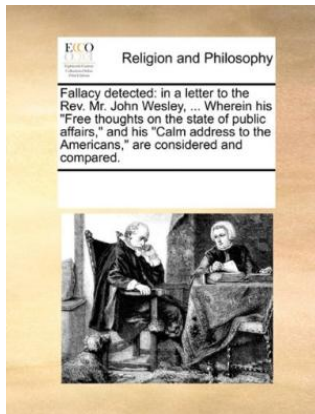 ECCO
Religion and Philosophy
Fallacy detected: in a letter to the
Rev. Mr. John Wesley, ... Wherein his
"Free thoughts on the state of public
affairs," and his "Calm address to the
Americans," are considered and
compared.